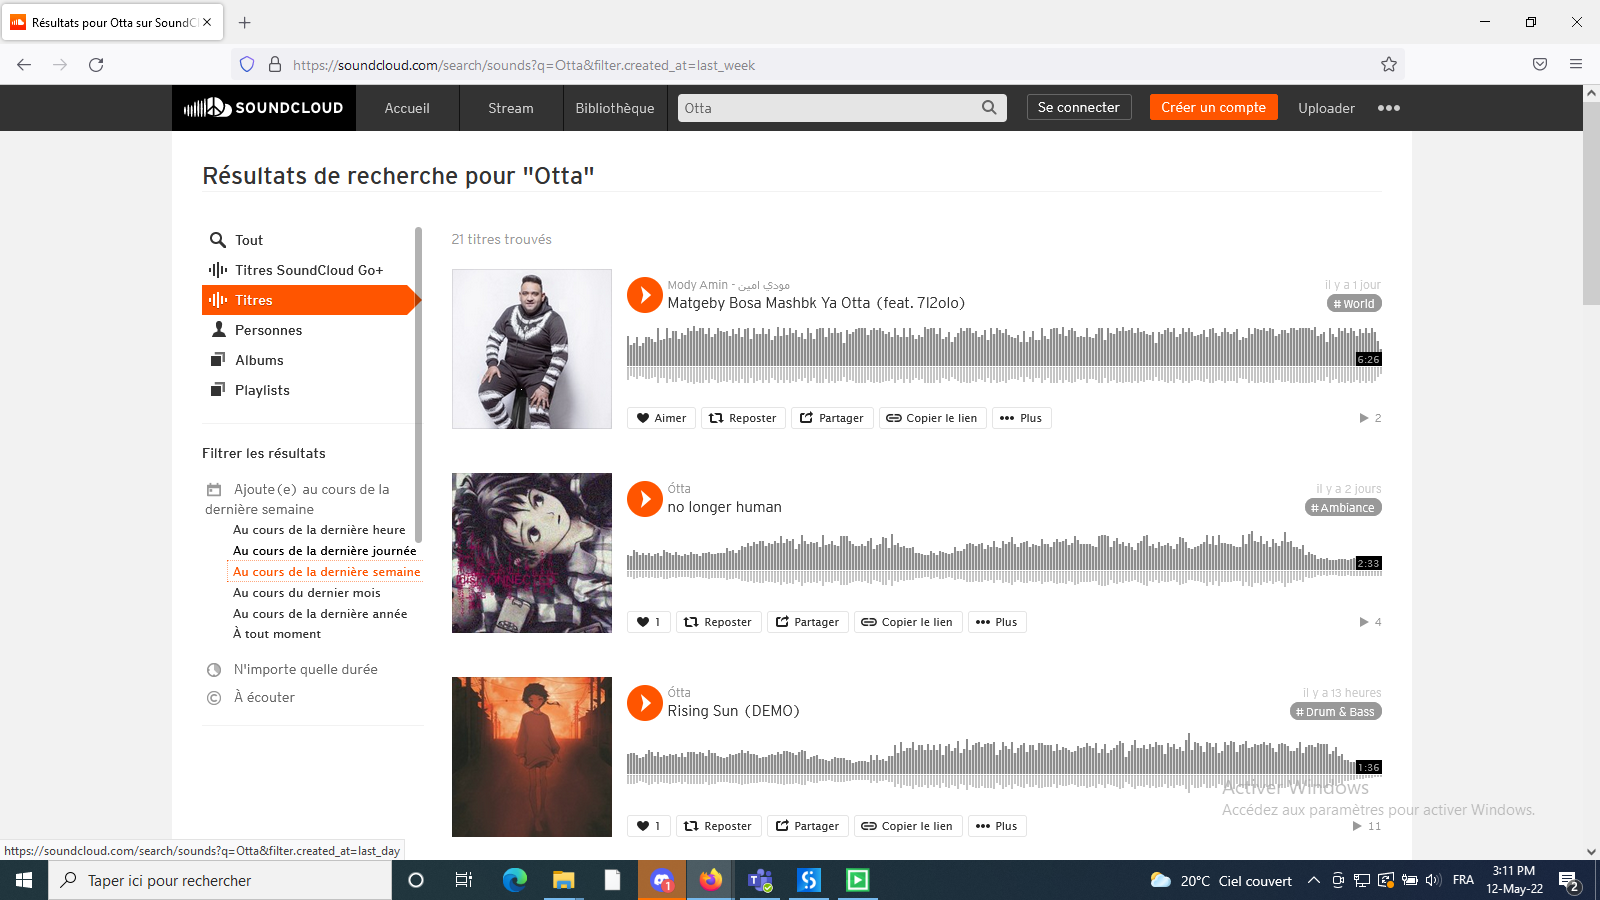 Résultats pour Otta sur SoundCl
https://soundcloud.com/search/sounds?q=Otta&filter.created_at=last_week
SOUNDCLOUD
Accueil
Stream
Bibliothèque
Otta
Se connecter
Créer un compte
Uploader
Résultats de recherche pour "Otta"
Tout
Titres SoundCloud Go+
Titres
Personnes
Albums
Playlists
Filtrer les résultats
Ajoute(e) au cours de la
dernière semaine
Au cours de la dernière heure
Au cours de la dernière journée
Au cours de la dernière semaine
Au cours du dernier mois
Au cours de la dernière année
À tout moment
N'importe quelle durée
À écouter
21 titres trouvés
Mody Amin - مودي امين
il y a 1 jour
Matgeby Bosa Mashbk Ya Otta (feat. 7l2olo)
# World
6:26
Aimer
Reposter
Partager
Copier le lien
Plus
2
Ótta
il y a 2 jours
no longer human
# Ambiance
2:33
1
Reposter
Partager
Copier le lien
Plus
4
Ótta
il y a 13 heures
Rising Sun (DEMO)
# Drum & Bass
1:36
1
Reposter
Partager
Copier le lien
Plus
11
Activer Windows
Accédez aux paramètres pour activer Windows.
https://soundcloud.com/search/sounds?q=Otta&filter.created_at=last_day
Taper ici pour rechercher
1
20°C Ciel couvert
FRA
3:11 PM
12-May-22
2